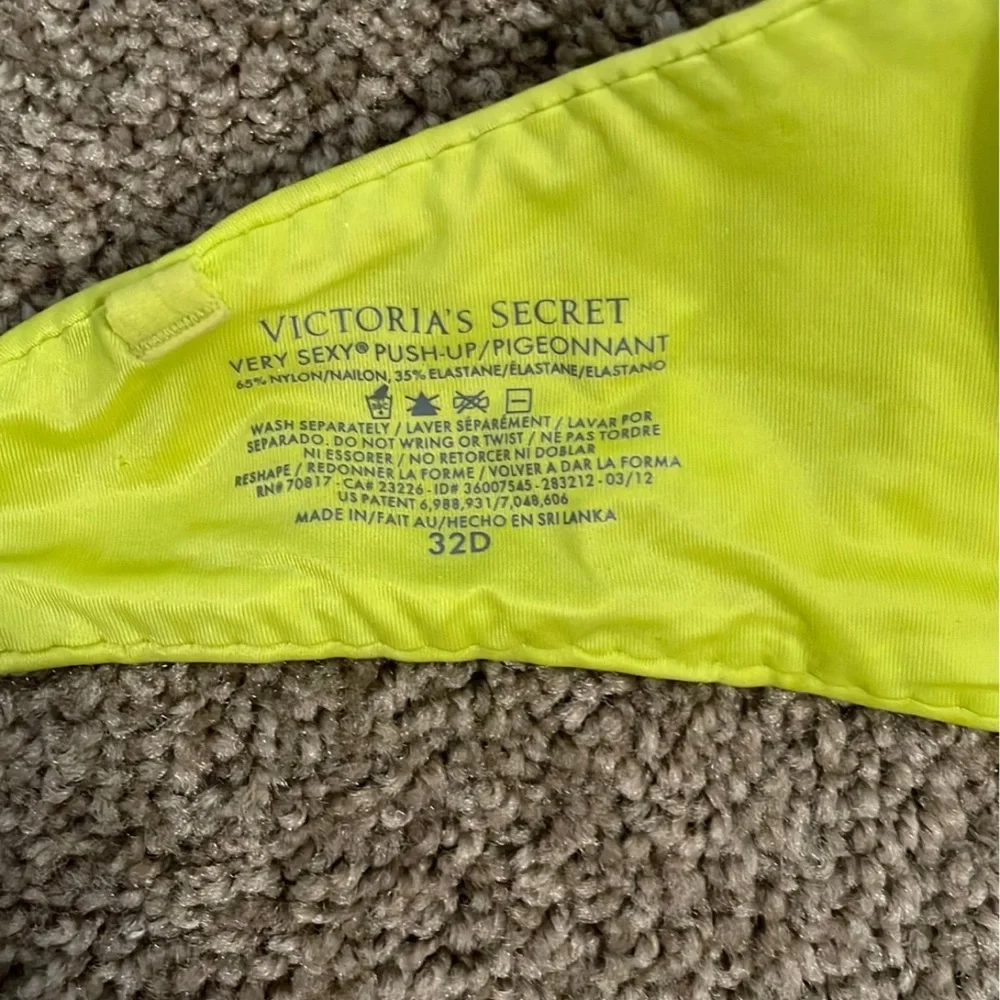 VICTORIA'S SECRET
VERY SEXY® PUSH-UP/PIGEONNANT
65% NYLON/NAILON, 35% ELASTANE/ÉLASTANE/ELASTANO
WASH SEPARATELY / LAVER SÉPARÉMENT / LAVAR POR
SEPARADO. DO NOT WRING OR TWIST / NE PAS TORDRE
NI ESSORER / NO RETORCER NI DOBLAR
RESHAPE / REDONNER LA FORME / VOLVER A DAR LA FORMA
RN# 70817 - CA# 23226 - ID# 36007545 - 283212 - 03/12
US PATENT 6,988,931/7,048,606
MADE IN/FAIT AU/HECHO EN SRI LANKA
32D